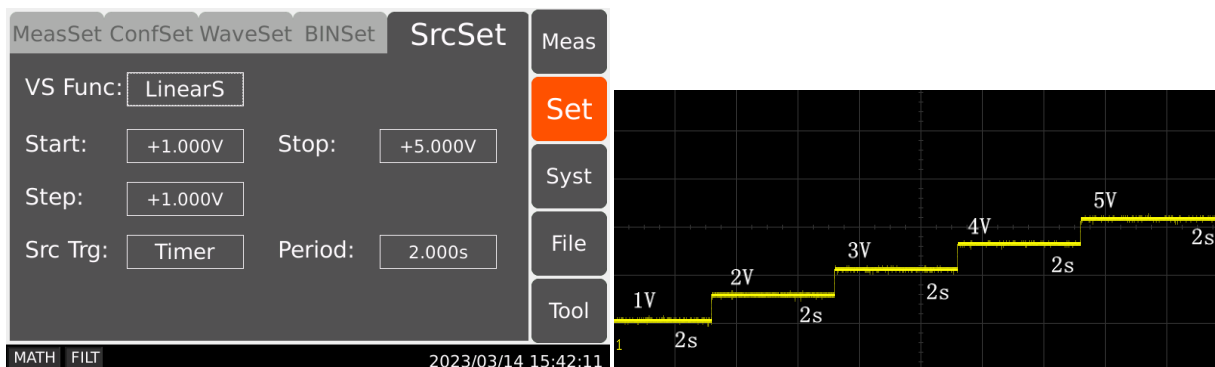 MeasSet ConfSet WaveSet BINSet SrcSet
Meas
VS Func: LinearS
Set
Start: +1.000V Stop: +5.000V
Syst
Step: +1.000V
File
Src Trg: Timer Period: 2.000s
Tool
MATH FILT 2023/03/14 15:42:11
5V
2s
4V
2s
3V
2s
2V
2s
1V
2s
1